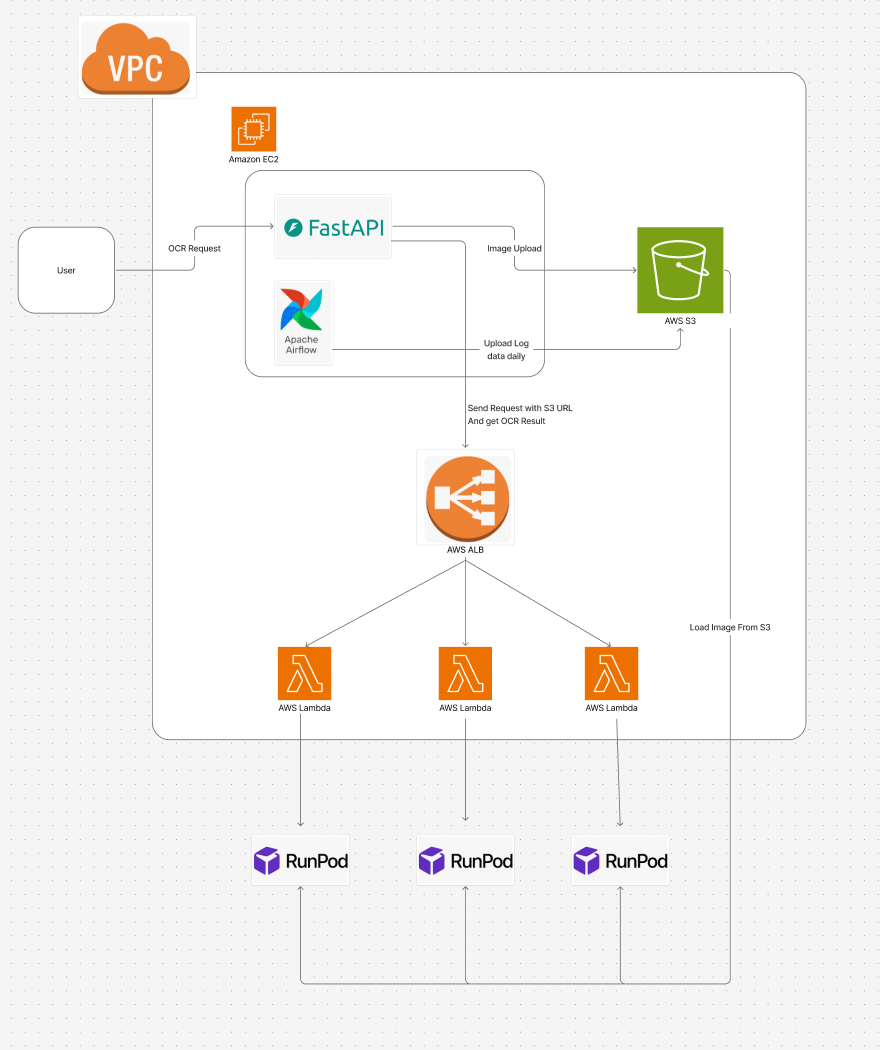 VPC
Amazon EC2
FastAPI
OCR Request
Image Upload
User
Apache
Airflow
AWS S3
Upload Log
data daily
Send Request with S3 URL
And get OCR Result
AWS ALB
Load Image From S3
AWS Lambda
AWS Lambda
AWS Lambda
RunPod
RunPod
RunPod